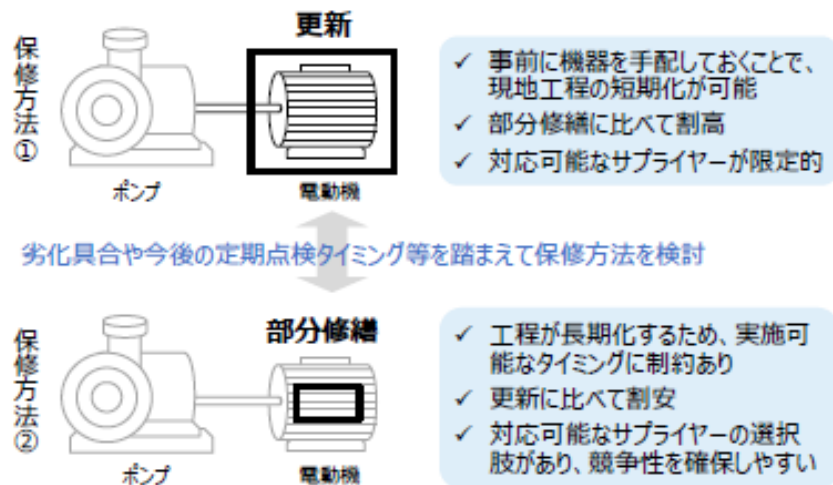 保修方法①
更新
ポンプ
電動機
✓ 事前に機器を手配しておくことで、
現地工程の短期化が可能
✓ 部分修繕に比べて割高
✓ 対応可能なサプライヤーが限定的
劣化具合や今後の定期点検タイミング等を踏まえて保修方法を検討
保修方法②
部分修繕
ポンプ
電動機
✓ 工程が長期化するため、実施可
能なタイミングに制約あり
✓ 更新に比べて割安
✓ 対応可能なサプライヤーの選択
肢があり、競争性を確保しやすい